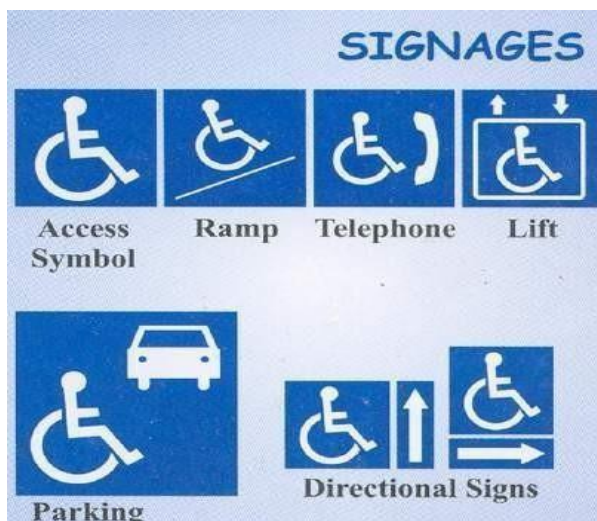 SIGNAGES
Access Ramp Telephone Lift
Symbol
Parking
Directional Signs